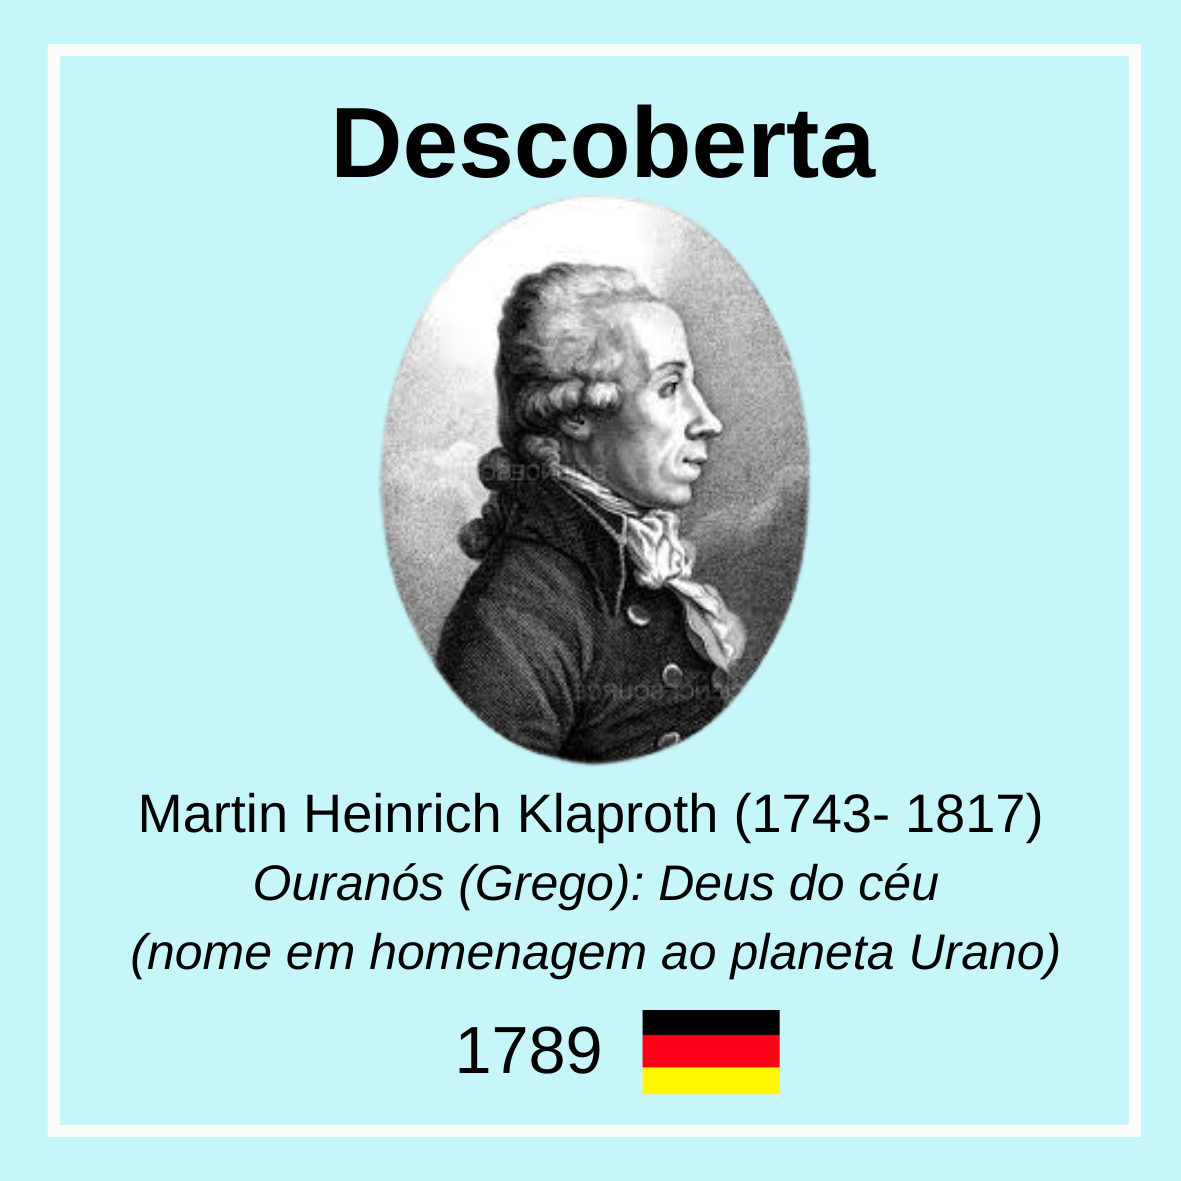 Descoberta
Martin Heinrich Klaproth (1743- 1817)
Ouranós (Grego): Deus do céu
(nome em homenagem ao planeta Urano)
1789